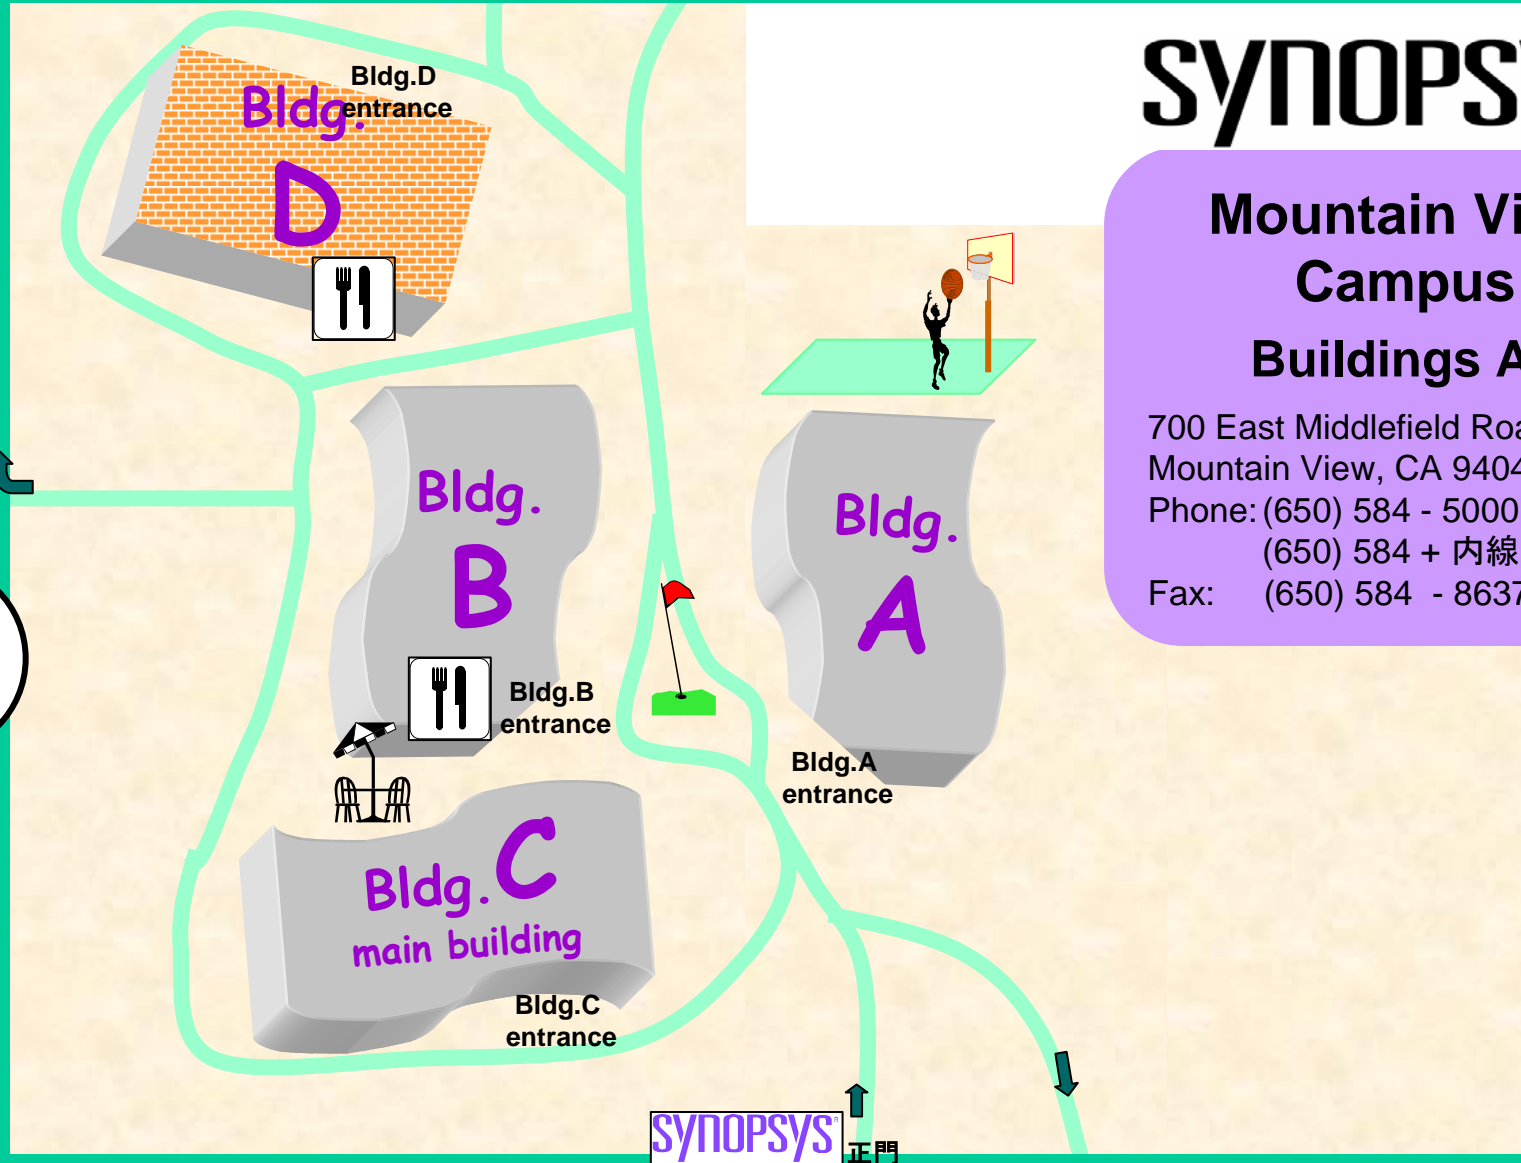 SYNOPSY
Mountain Vi
Campus
Buildings A
700 East Middlefield Roa
Mountain View, CA 9404
Phone: (650) 584 - 5000
(650) 584 + 内線
Fax: (650) 584 - 8637
Bldg.D
entrance
Bldg.
D
Bldg.
B
Bldg.B
entrance
Bldg.
A
Bldg.A
entrance
Bldg. C
main building
Bldg.C
entrance
SYNOPSYS
正門